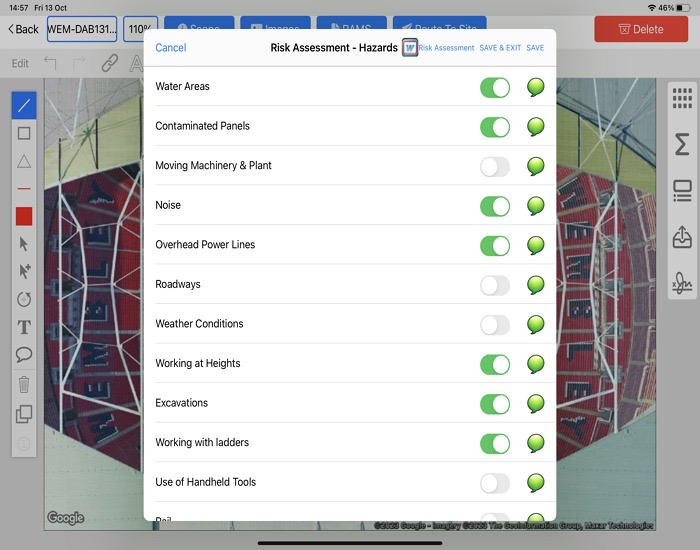 14:57 Fri 13 Oct
46%
Back
WEM-DAB131...
110%
Scope
Images
RAMS
Route To Site
Delete
Edit
Cancel
Risk Assessment - Hazards
W
Risk Assessment
SAVE & EXIT
SAVE
Water Areas
Contaminated Panels
Moving Machinery & Plant
Noise
Overhead Power Lines
Roadways
Weather Conditions
Working at Heights
Excavations
Working with ladders
Use of Handheld Tools
Rail
T
WEMBLEY
Google
©2023 Google - Imagery ©2023 The GeoInformation Group, Maxar Technologies